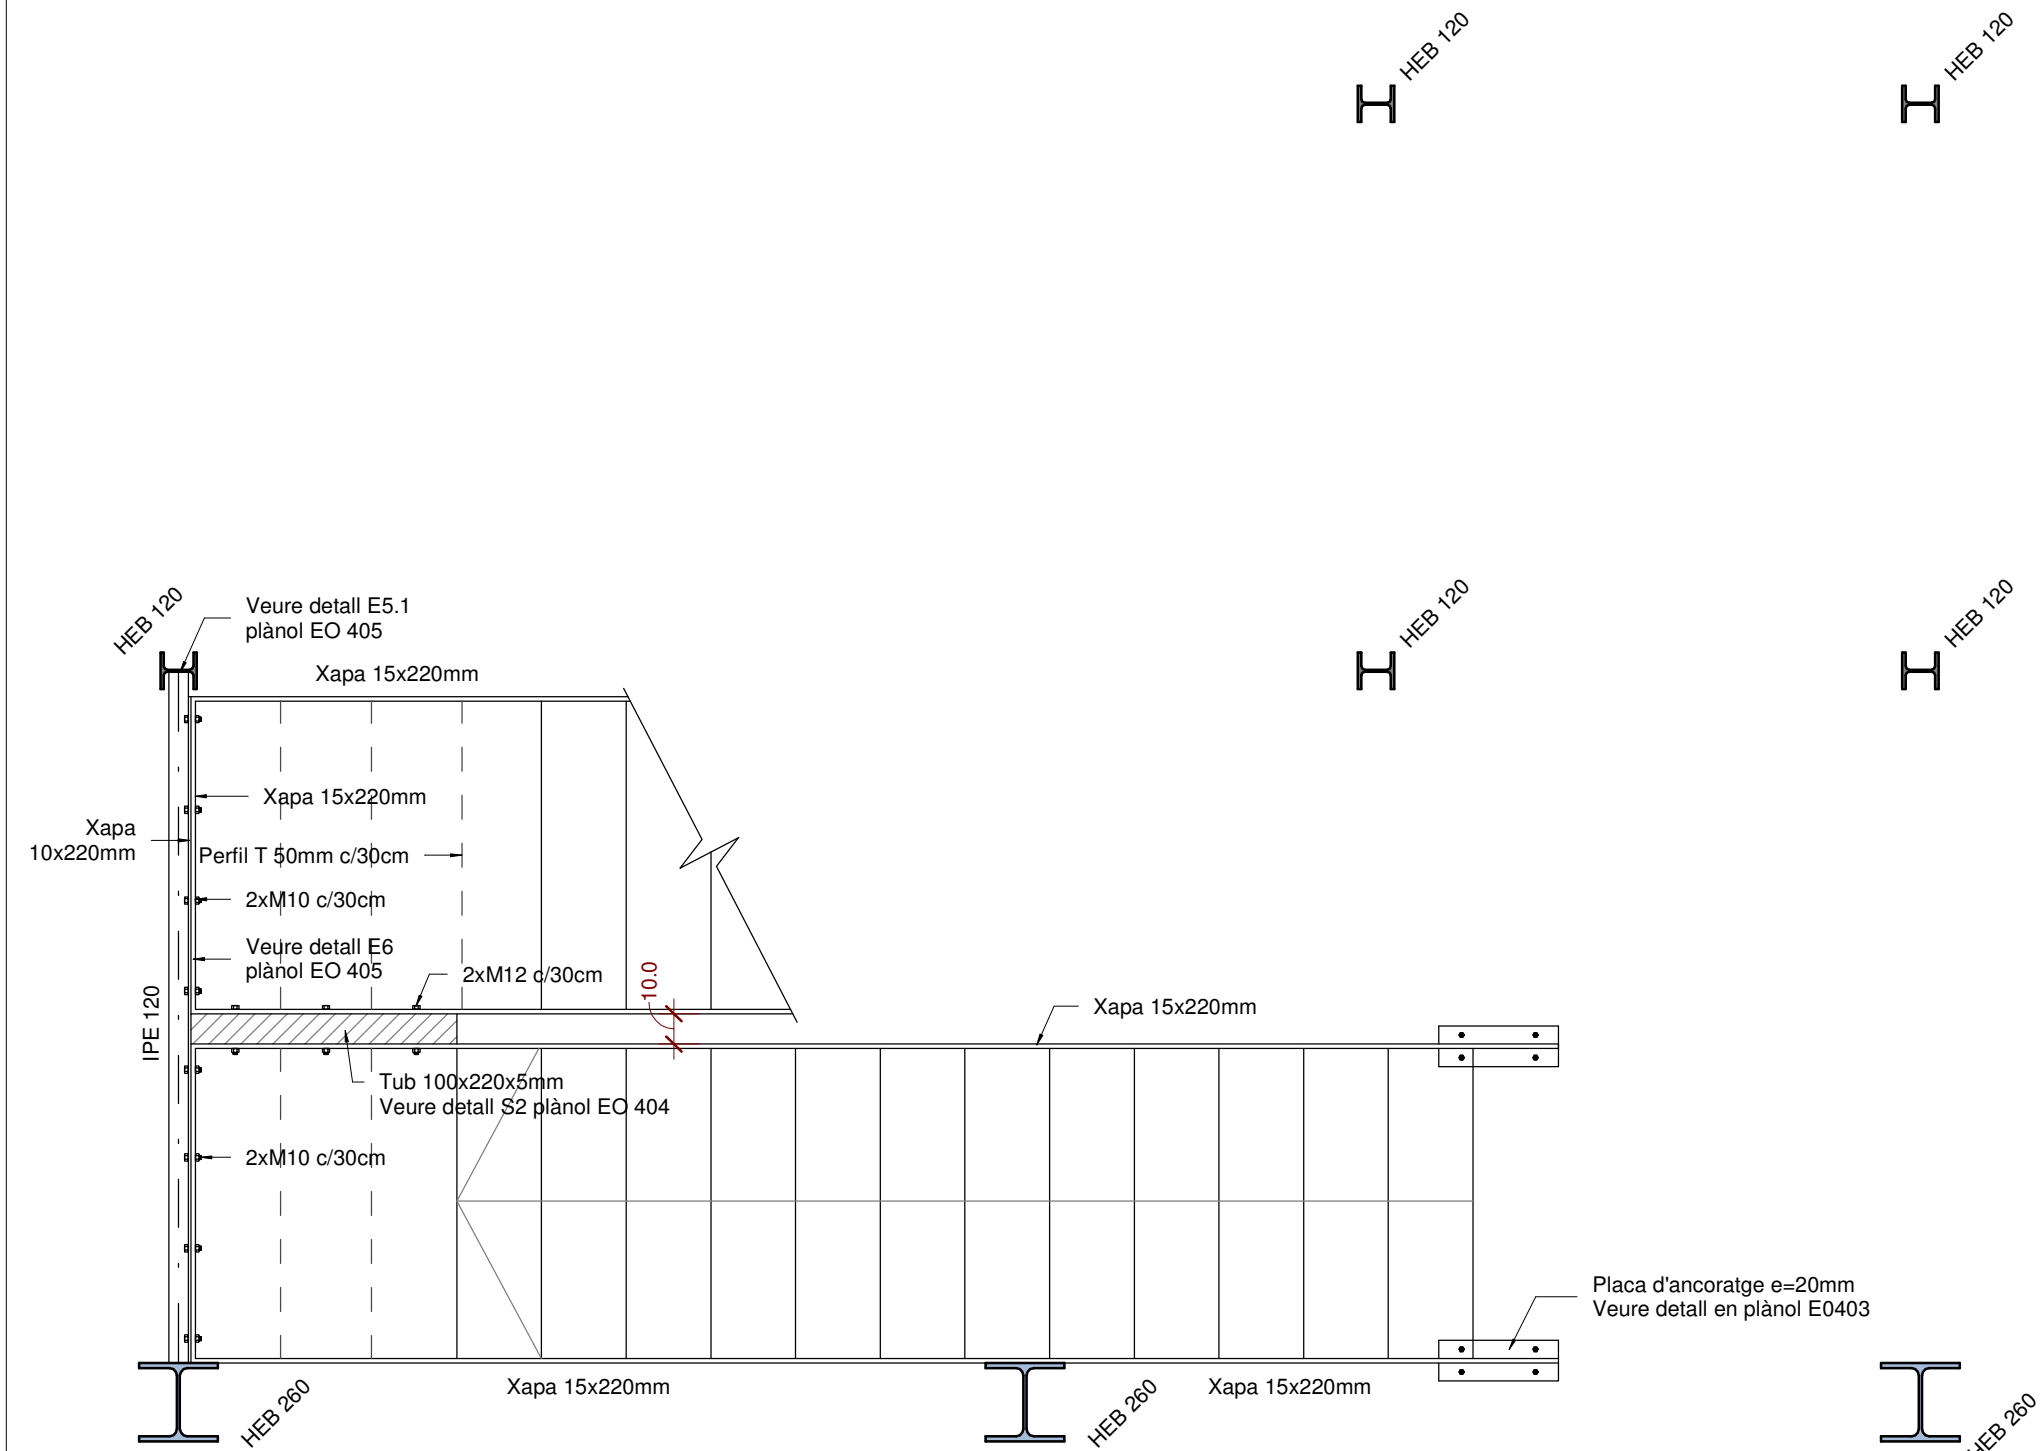 HEB 120
HEB 120
HEB 120
Veure detall E5.1
plànol EO 405
HEB 120
HEB 120
Xapa 15x220mm
Xapa 15x220mm
Xapa
10x220mm
Perfil T 50mm c/30cm
2xM10 c/30cm
Veure detall E6
plànol EO 405
2xM12 c/30cm
10.0
IPE 120
Xapa 15x220mm
Tub 100x220x5mm
Veure detall S2 plànol EO 404
2xM10 c/30cm
Placa d'ancoratge e=20mm
Veure detall en plànol E0403
Xapa 15x220mm
Xapa 15x220mm
HEB 260
HEB 260
HEB 260